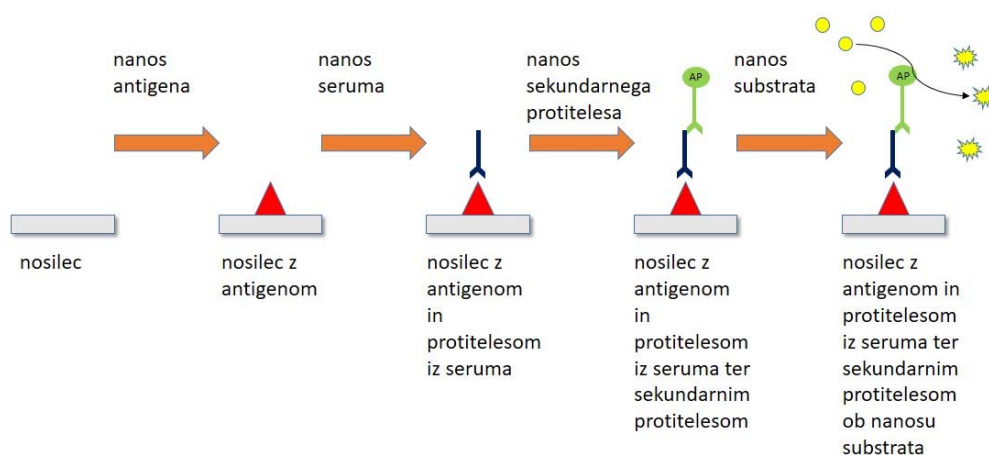 nanos
antigena
nanos
seruma
nanos
sekundarnega
protitelesa
nanos
substrata
AP
AP
nosilec
nosilec z
antigenom
nosilec z
antigenom
in
protitelesom
iz seruma
nosilec z
antigenom
in
protitelesom
iz seruma ter
sekundarnim
protitelesom
nosilec z
antigenom in
protitelesom
iz seruma ter
sekundarnim
protitelesom
ob nanosu
substrata